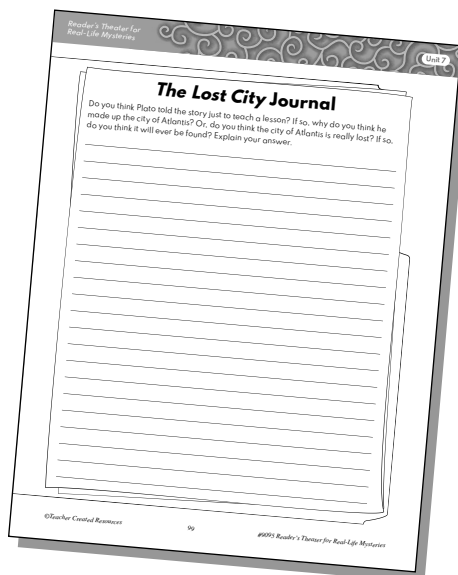 Reader's Theater for
Real-Life Mysteries
Unit 7
The Lost City Journal
Do you think Plato told the story just to teach a lesson? If so, why do you think he
made up the city of Atlantis? Or, do you think the city of Atlantis is really lost? If so,
do you think it will ever be found? Explain your answer.
©Teacher Created Resources
99
#8093 Reader's Theater for Real-Life Mysteries